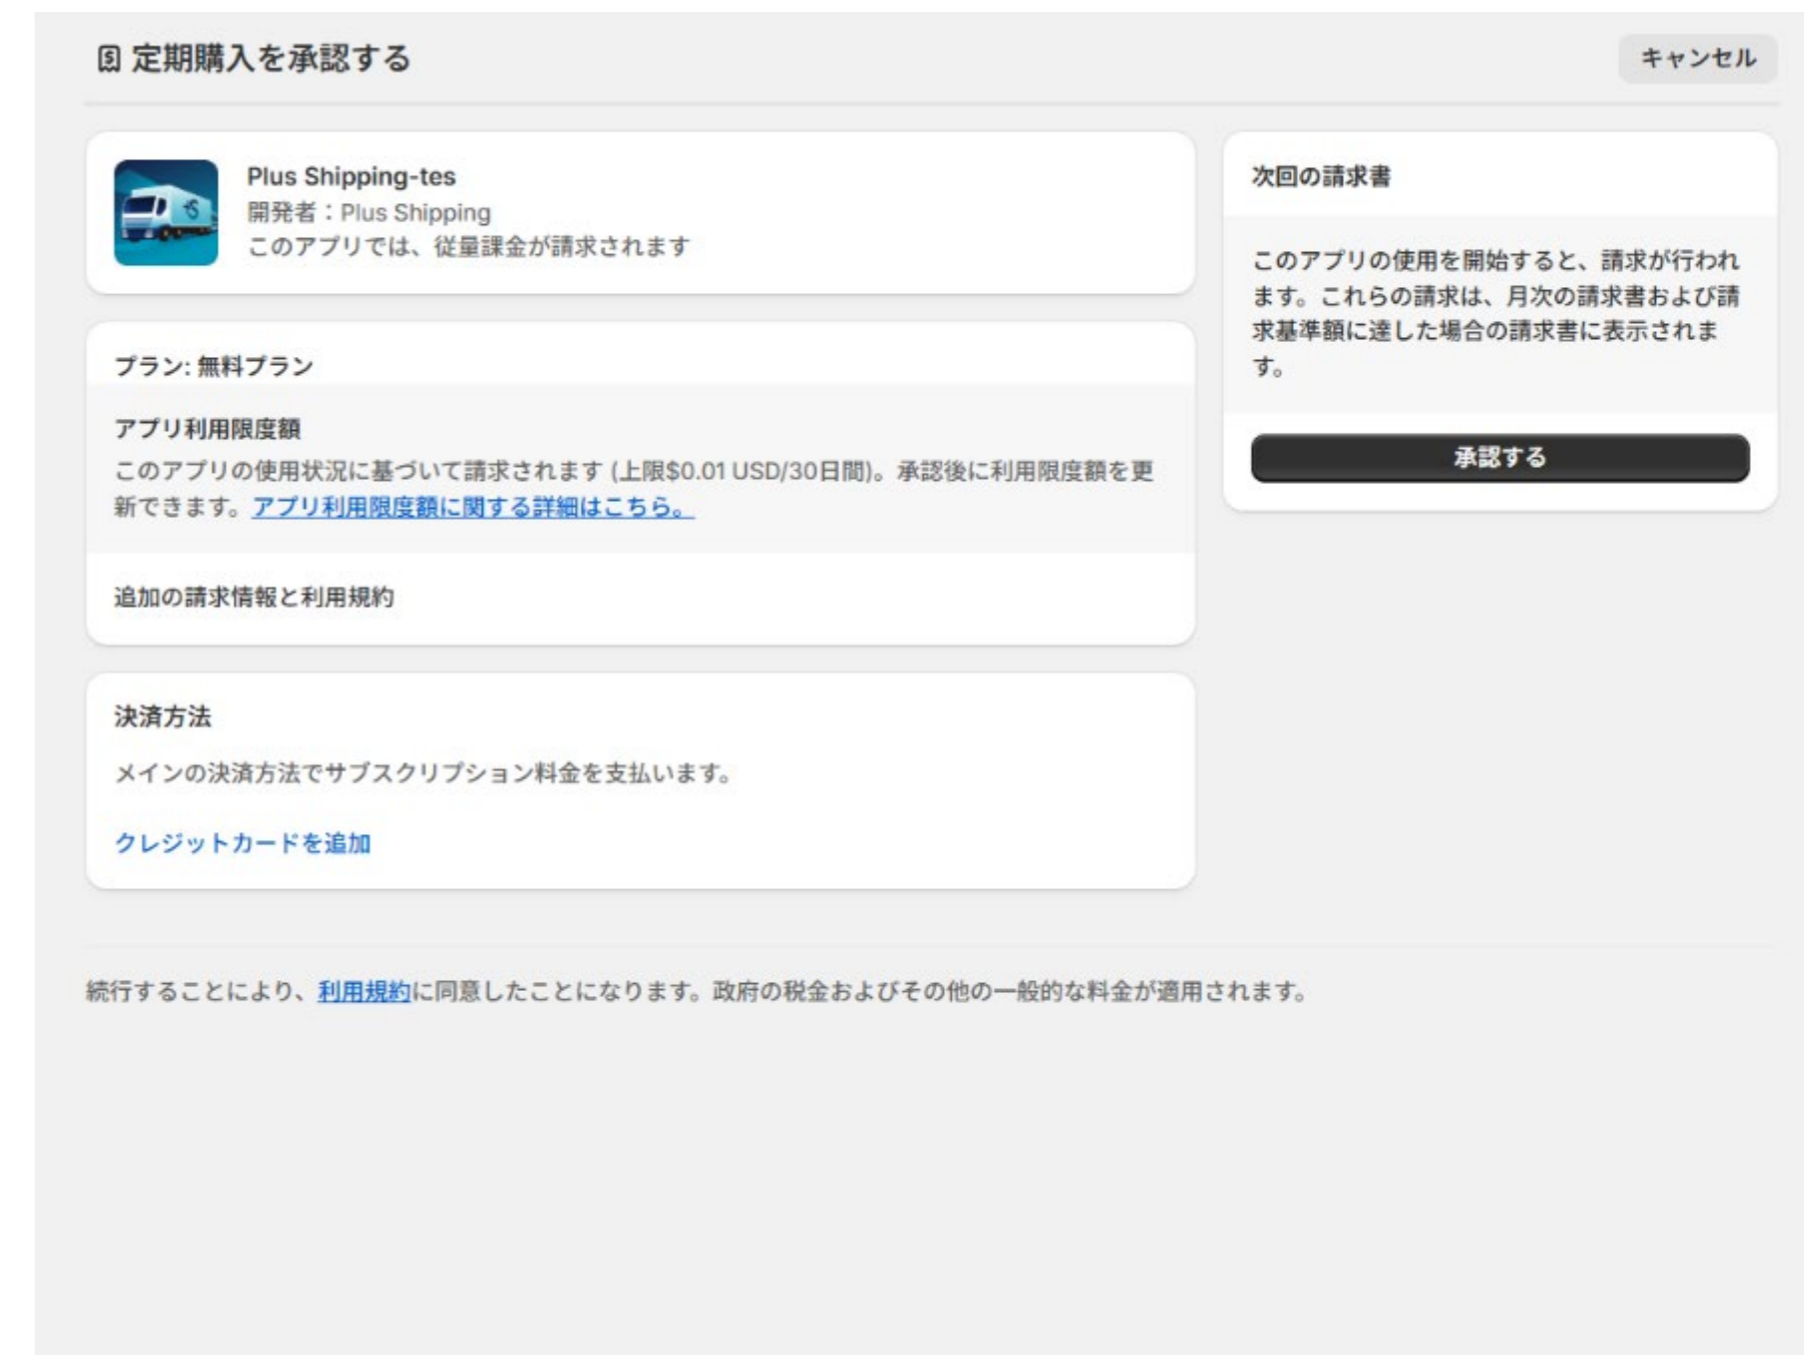 定期購入を承認する
キャンセル
Plus Shipping-tes
開発者：Plus Shipping
このアプリでは、従量課金が請求されます
プラン: 無料プラン
アプリ利用限度額
このアプリの使用状況に基づいて請求されます (上限$0.01 USD/30日間)。承認後に利用限度額を更
新できます。アプリ利用限度額に関する詳細はこちら。
追加の請求情報と利用規約
決済方法
メインの決済方法でサブスクリプション料金を支払います。
クレジットカードを追加
次回の請求書
このアプリの使用を開始すると、請求が行われ
ます。これらの請求は、月次の請求書および請
求基準額に達した場合の請求書に表示されま
す。
承認する
続行することにより、利用規約に同意したことになります。政府の税金およびその他の一般的な料金が適用されます。